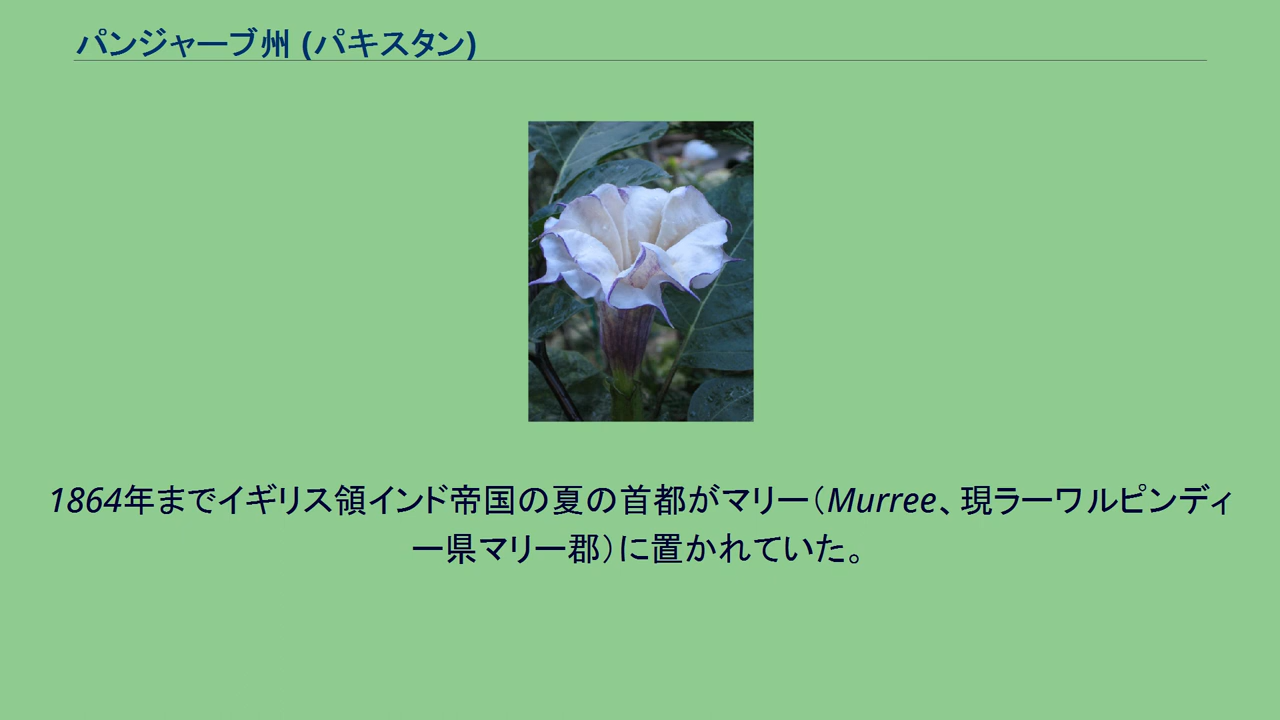 パンジャーブ州 (パキスタン)
1864年までイギリス領インド帝国の夏の首都がマリー（Murree、現ラーワルピンディ
ー県マリー郡）に置かれていた。